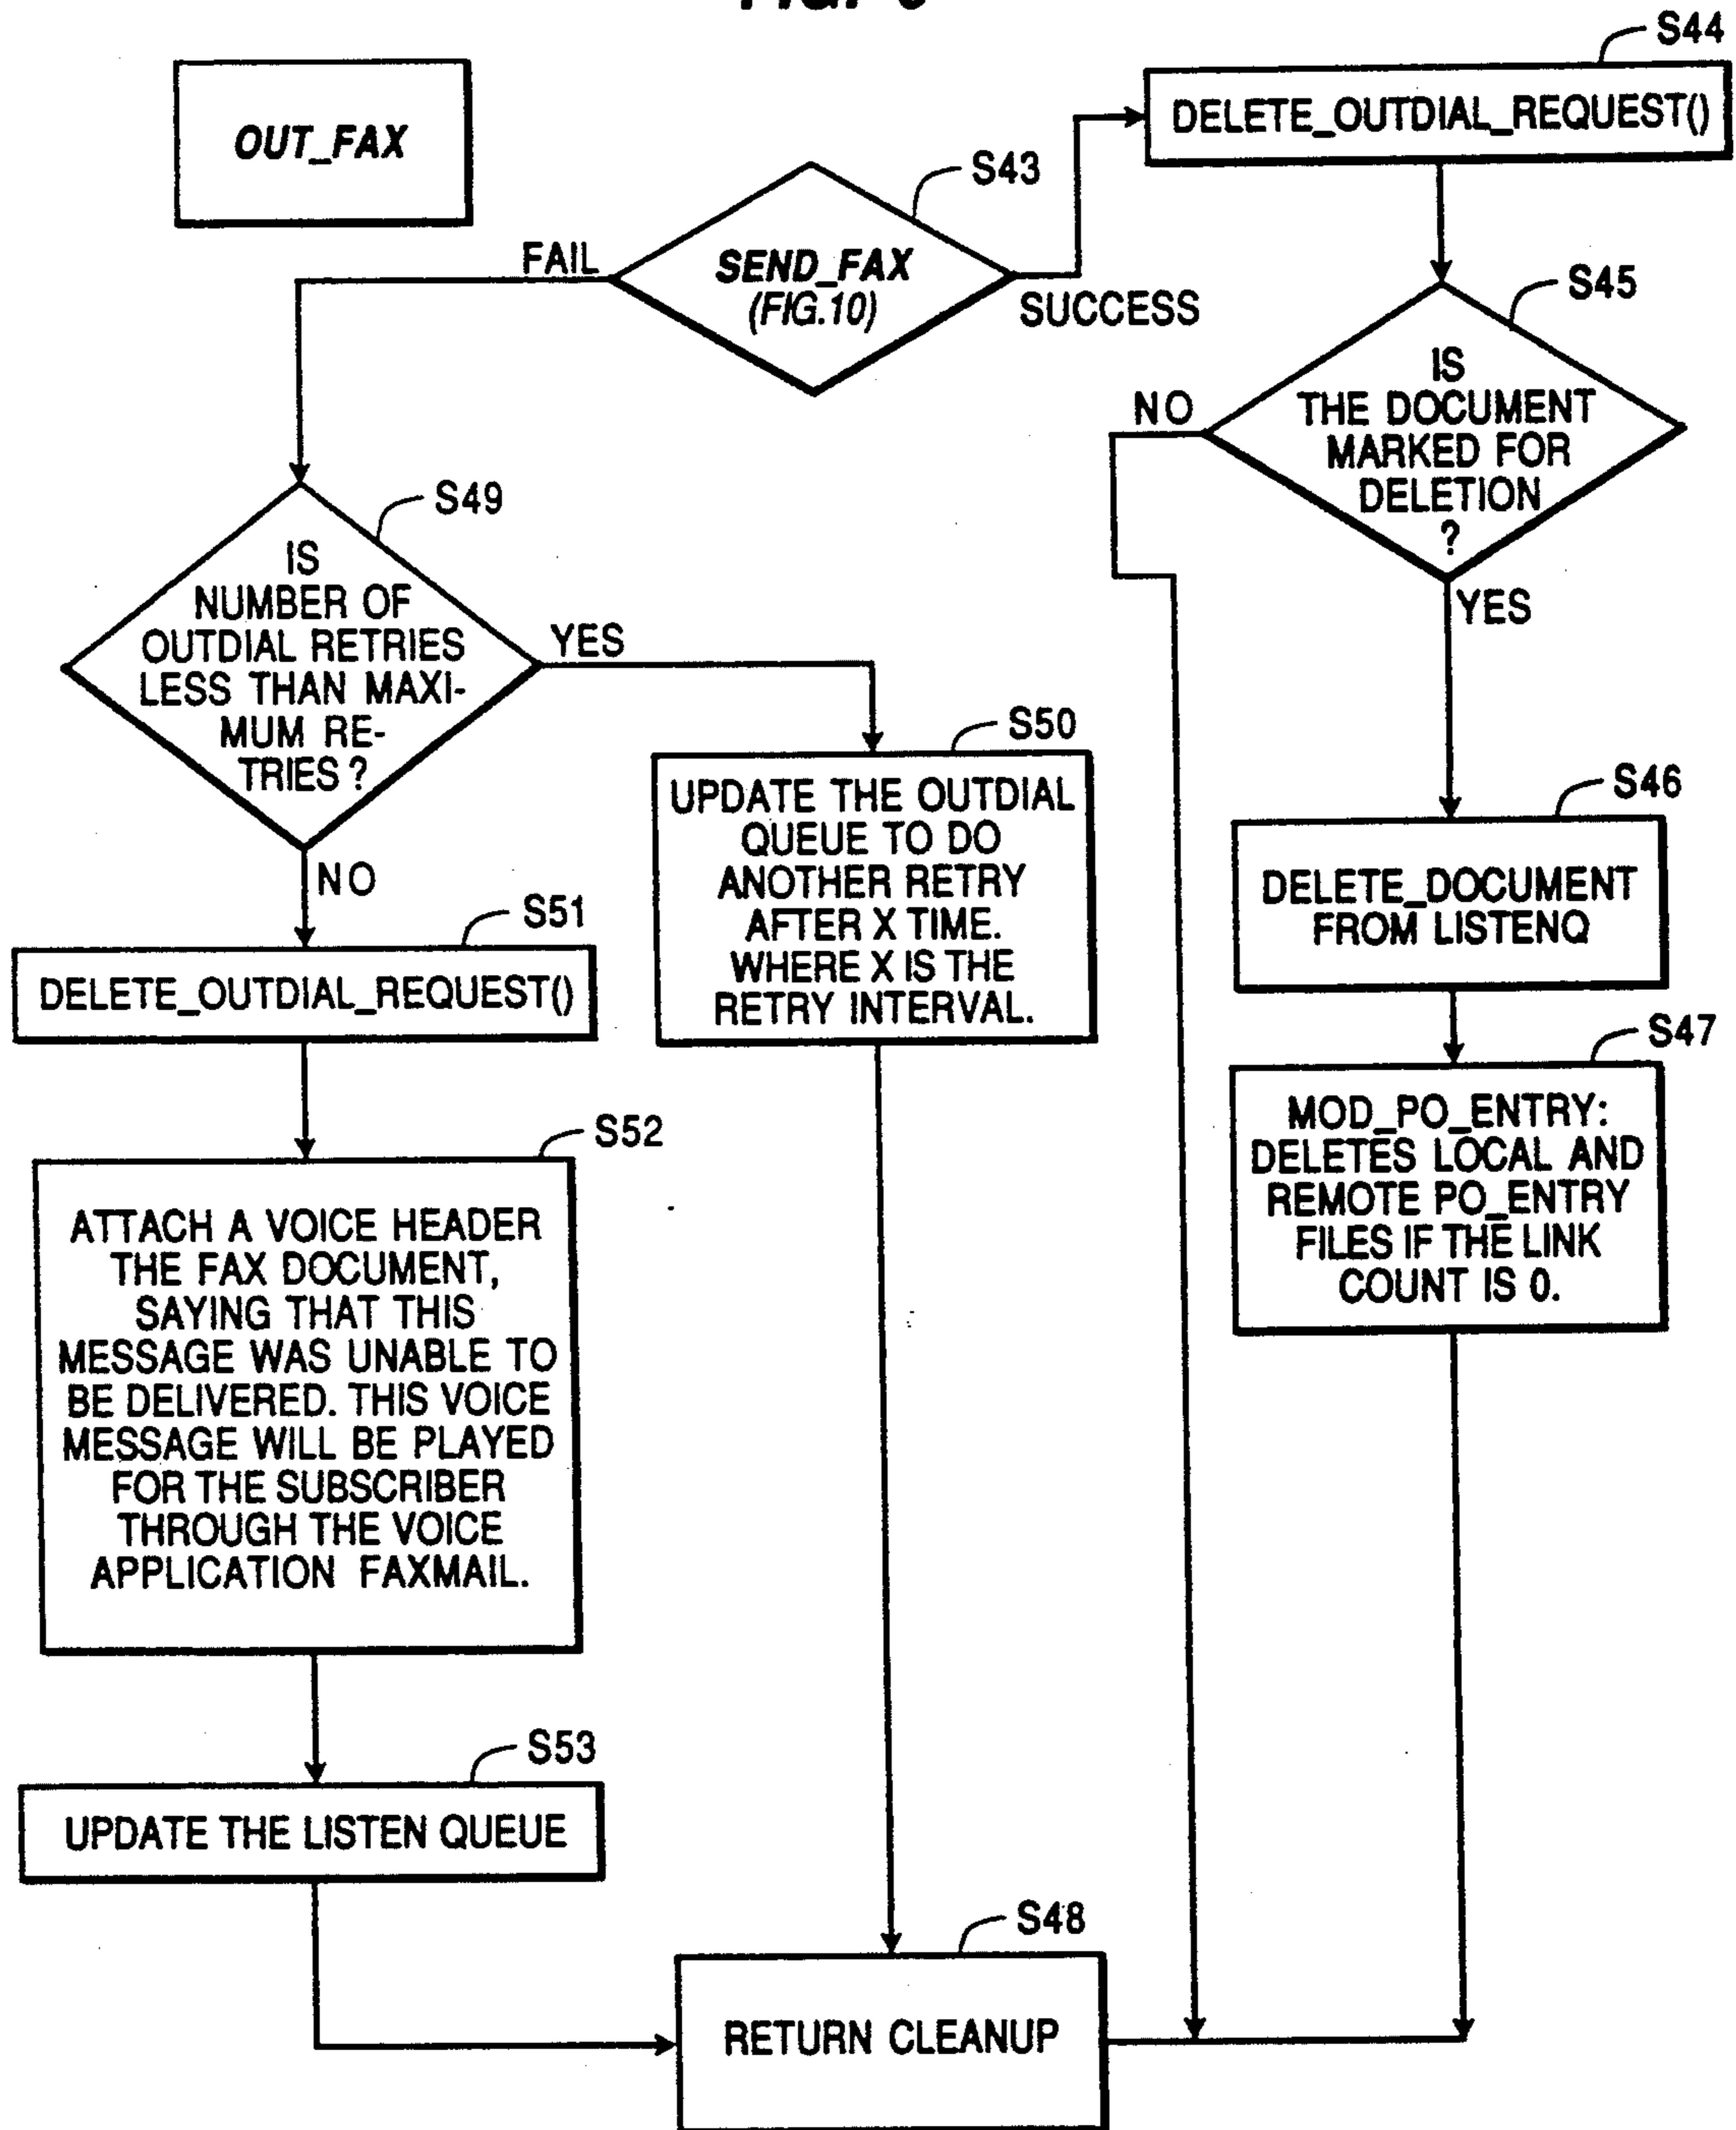 S44
OUT_FAX
DELETE_OUTDIAL_REQUEST()
S43
FAIL
SEND_FAX
(FIG.10)
SUCCESS
S45
IS
THE DOCUMENT
MARKED FOR
DELETION
?
NO
YES
S49
IS
NUMBER OF
OUTDIAL RETRIES
LESS THAN MAXI-
MUM RE-
TRIES ?
YES
NO
S50
UPDATE THE OUTDIAL
QUEUE TO DO
ANOTHER RETRY
AFTER X TIME.
WHERE X IS THE
RETRY INTERVAL.
S46
DELETE_DOCUMENT
FROM LISTENQ
S51
DELETE_OUTDIAL_REQUEST()
S47
MOD_PO_ENTRY:
DELETES LOCAL AND
REMOTE PO_ENTRY
FILES IF THE LINK
COUNT IS 0.
S52
ATTACH A VOICE HEADER
THE FAX DOCUMENT,
SAYING THAT THIS
MESSAGE WAS UNABLE TO
BE DELIVERED. THIS VOICE
MESSAGE WILL BE PLAYED
FOR THE SUBSCRIBER
THROUGH THE VOICE
APPLICATION FAXMAIL.
S53
UPDATE THE LISTEN QUEUE
S48
RETURN CLEANUP